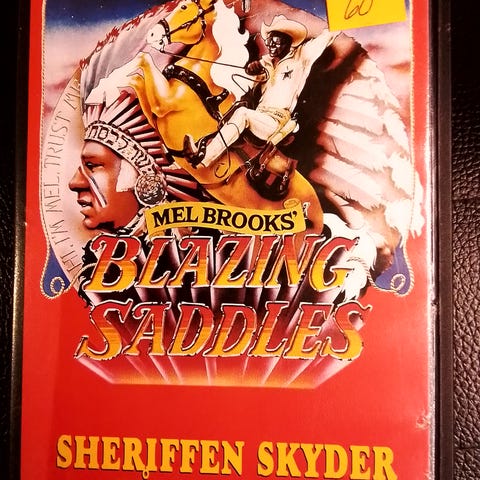 60
HI, I'M MEL. TRUST ME.
MEL BROOKS'
BLAZING
SADDLES
SHERIFFEN SKYDER